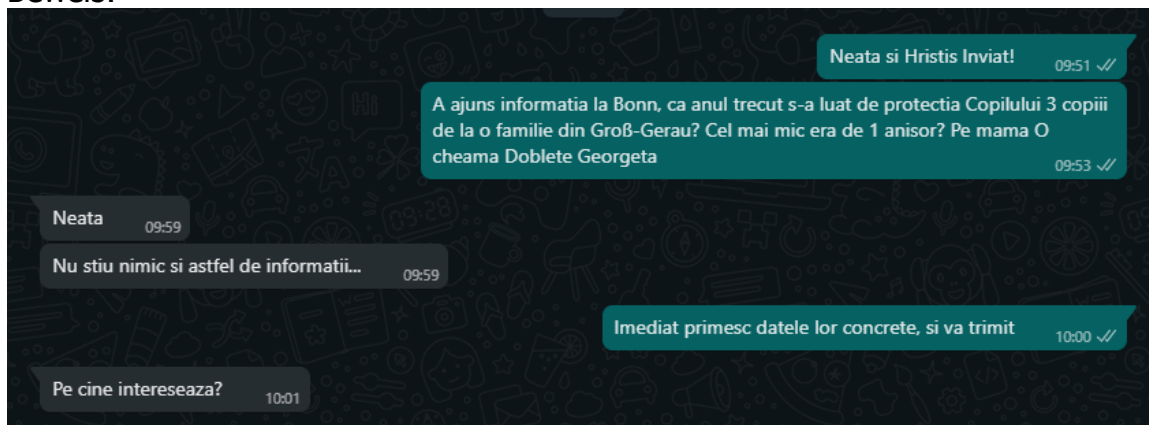 Neata si Hristis Inviat! 09:51
A ajuns informatia la Bonn, ca anul trecut s-a luat de protectia Copilului 3 copiii
de la o familie din Groß-Gerau? Cel mai mic era de 1 anisor? Pe mama O
cheama Doblete Georgeta
09:53
Neata 09:59
Nu stiu nimic si astfel de informatii... 09:59
Imediat primesc datele lor concrete, si va trimit 10:00
Pe cine intereseaza? 10:01